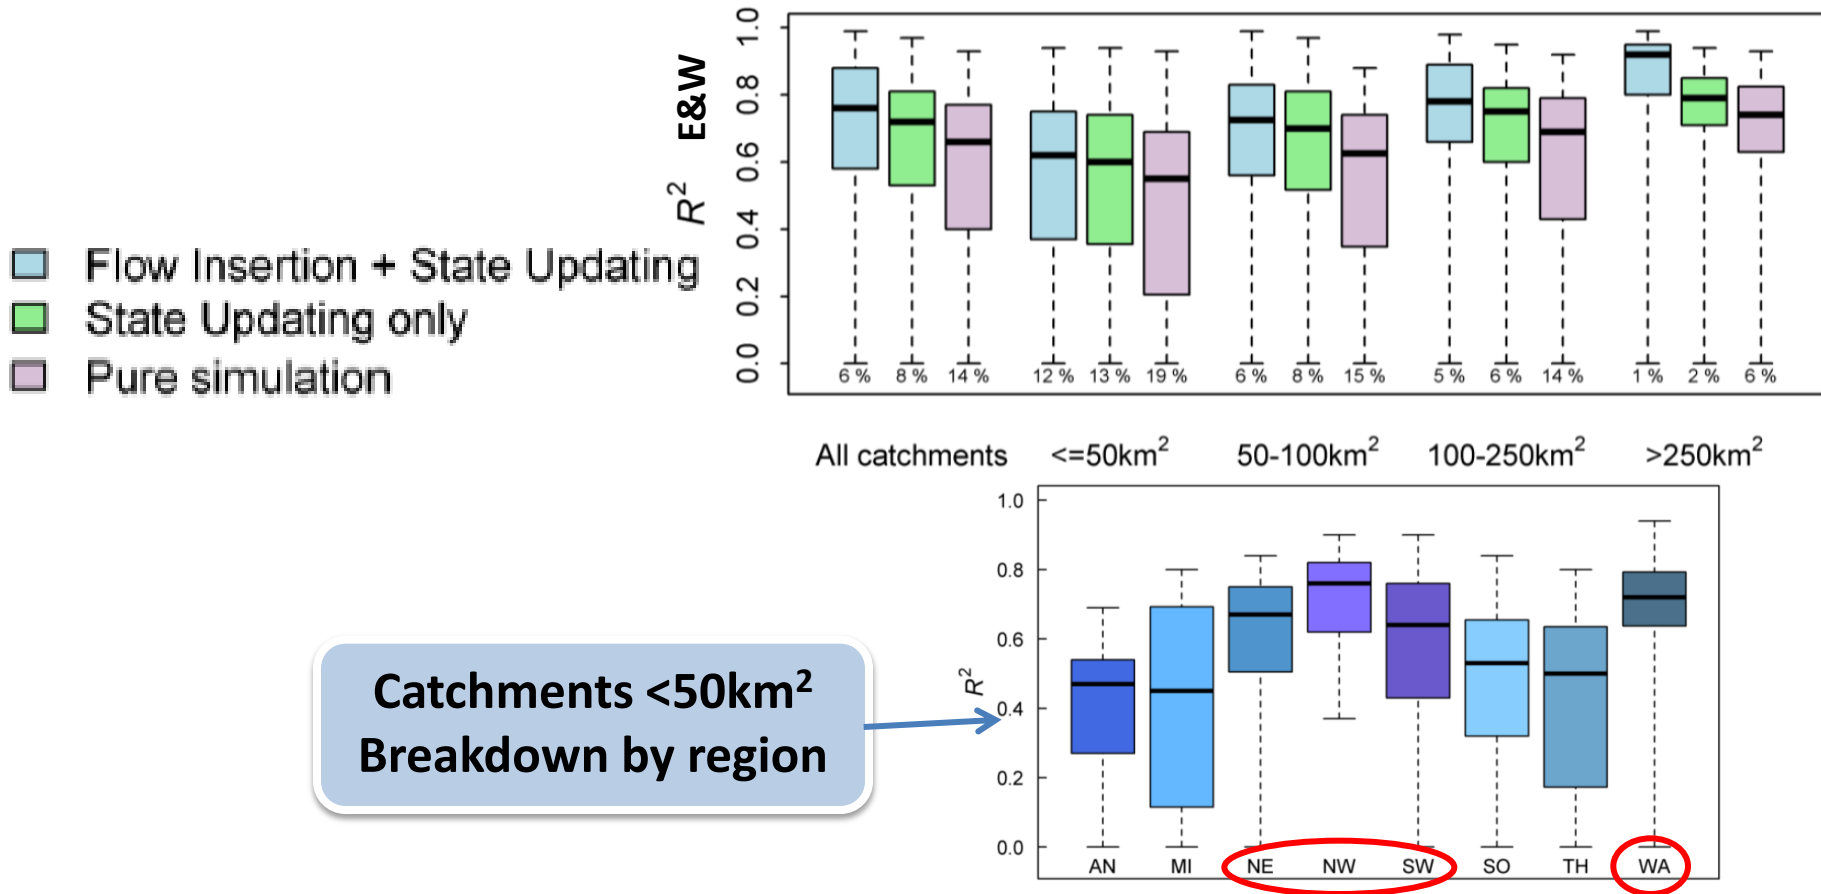 E&W
R²
1.0
0.8
0.6
0.4
0.2
0.0
6 % 8 % 14 % 12 % 13 % 19 % 6 % 8 % 15 % 5 % 6 % 14 % 1 % 2 % 6 %
All catchments <=50km² 50-100km² 100-250km² >250km²
Flow Insertion + State Updating
State Updating only
Pure simulation
Catchments <50km²
Breakdown by region
R²
1.0
0.8
0.6
0.4
0.2
0.0
AN MI NE NW SW SO TH WA